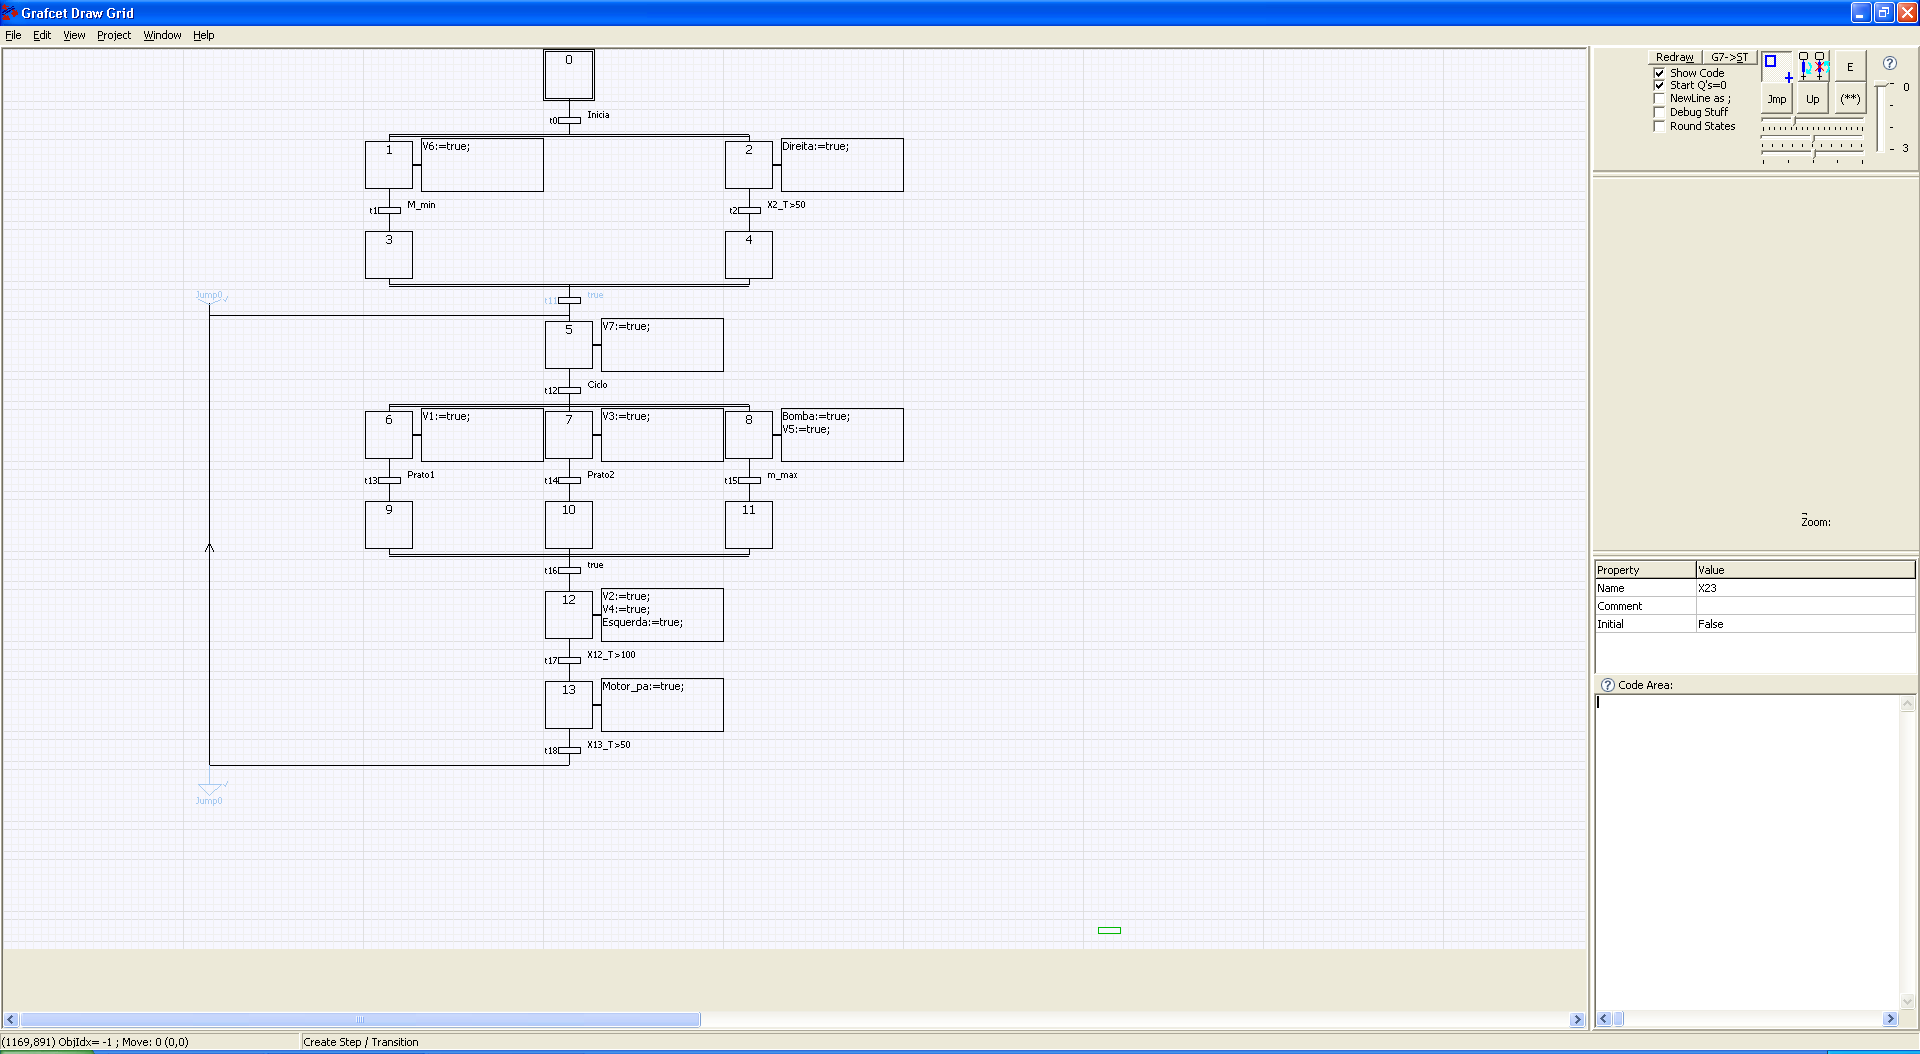 Grafcet Draw Grid
File Edit View Project Window Help
0
t0 Inicia
1 V6:=true; 2 Direita:=true;
t1 M_min t2 X2_T>50
3 4
Jump0 t11 true
5 V7:=true;
t12 Ciclo
6 V1:=true; 7 V3:=true; 8 Bomba:=true;
V5:=true;
t13 Prato1 t14 Prato2 t15 m_max
9 10 11
t16 true
12 V2:=true;
V4:=true;
Esquerda:=true;
t17 X12_T>100
13 Motor_pa:=true;
t18 X13_T>50
Jump0
Redraw G7->ST
Show Code
Start Q's=0
NewLine as ;
Debug Stuff
Round States
E
Jmp Up (**)
?
0
3
Zoom:
Property Value
Name X23
Comment
Initial False
? Code Area:
(1169,891) ObjIdx= -1 ; Move: 0 (0,0) Create Step / Transition